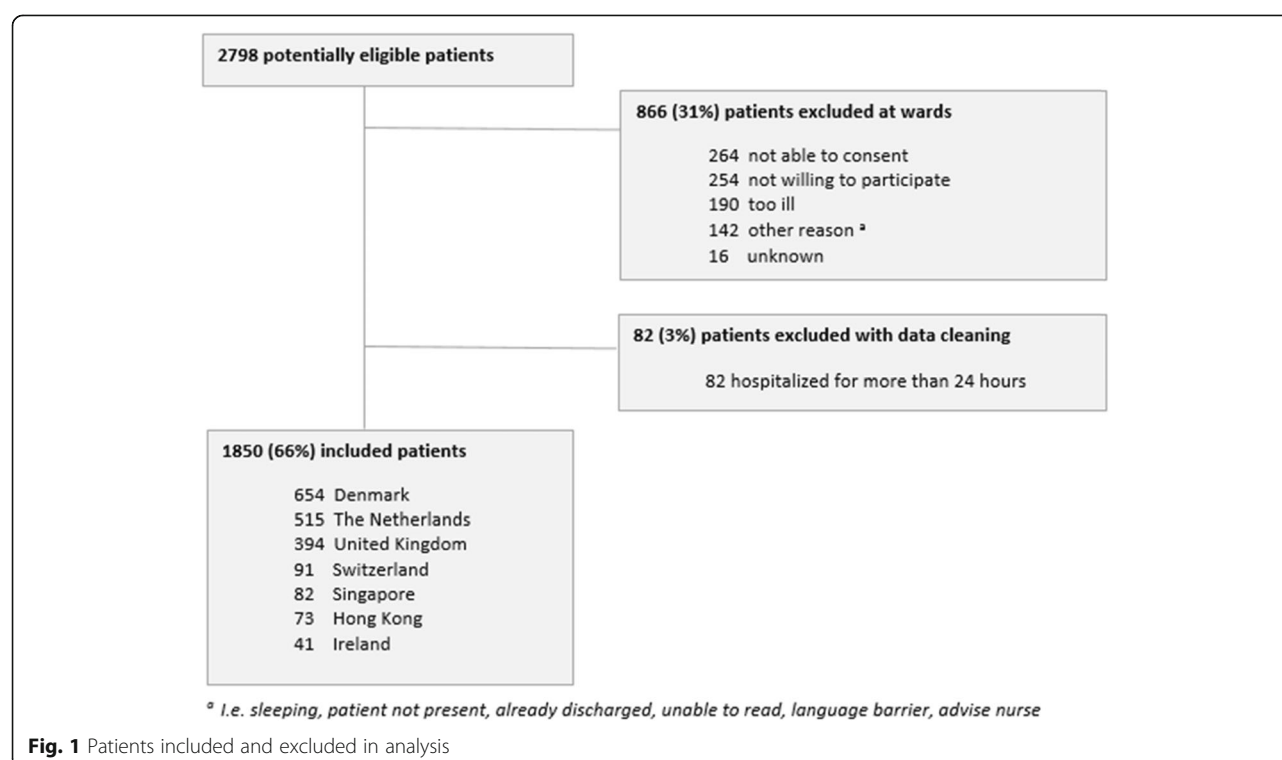 2798 potentially eligible patients
866 (31%) patients excluded at wards
264 not able to consent
254 not willing to participate
190 too ill
142 other reason ᵃ
16 unknown
82 (3%) patients excluded with data cleaning
82 hospitalized for more than 24 hours
1850 (66%) included patients
654 Denmark
515 The Netherlands
394 United Kingdom
91 Switzerland
82 Singapore
73 Hong Kong
41 Ireland
ᵃ I.e. sleeping, patient not present, already discharged, unable to read, language barrier, advise nurse
Fig. 1 Patients included and excluded in analysis